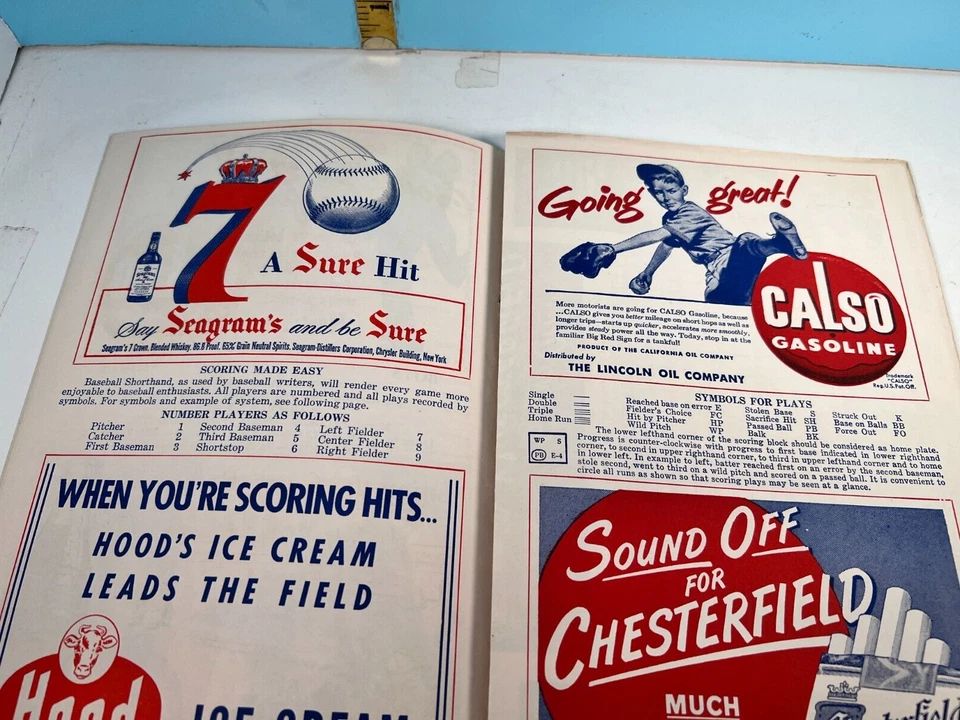 7
A Sure Hit
Say Seagram's and be Sure
Seagram's 7 Crown. Blended Whiskey. 86.8 Proof. 65% Grain Neutral Spirits. Seagram-Distillers Corporation, Chrysler Building, New York
SCORING MADE EASY
Baseball Shorthand, as used by baseball writers, will render every game more
enjoyable to baseball enthusiasts. All players are numbered and all plays recorded by
symbols. For symbols and example of system, see following page.
NUMBER PLAYERS AS FOLLOWS
Pitcher 1 Second Baseman 4 Left Fielder 7
Catcher 2 Third Baseman 5 Center Fielder 8
First Baseman 3 Shortstop 6 Right Fielder 9
WHEN YOU'RE SCORING HITS...
HOOD'S ICE CREAM
LEADS THE FIELD
Hood
ICE CREAM
Going great!
More motorists are going for CALSO Gasoline, because
...CALSO gives you better mileage on short hops as well as
longer trips—starts up quicker, accelerates more smoothly,
provides steady power all the way. Today, stop in at the
familiar Big Red Sign for a tankful!
PRODUCT OF THE CALIFORNIA OIL COMPANY
Distributed by
THE LINCOLN OIL COMPANY
CALSO
GASOLINE
Trademark
"CALSO"
Reg.U.S.Pat.Off.
SYMBOLS FOR PLAYS
Single Reached base on error E Stolen Base S Struck Out K
Double Fielder's Choice FC Sacrifice Hit SH Base on Balls BB
Triple Hit by Pitcher HP Passed Ball PB Force Out FO
Home Run Wild Pitch WP Balk BK
WP S
PB E-4
The lower lefthand corner of the scoring block should be considered as home plate.
Progress is counter-clockwise with progress to first base indicated in lower righthand
corner, to second in upper righthand corner, to third in upper lefthand corner and to home
in lower left. In example to left, batter reached first on an error by the second baseman,
stole second, went to third on a wild pitch and scored on a passed ball. It is convenient to
circle all runs as shown so that scoring plays may be seen at a glance.
SOUND OFF
FOR
CHESTERFIELD
MUCH